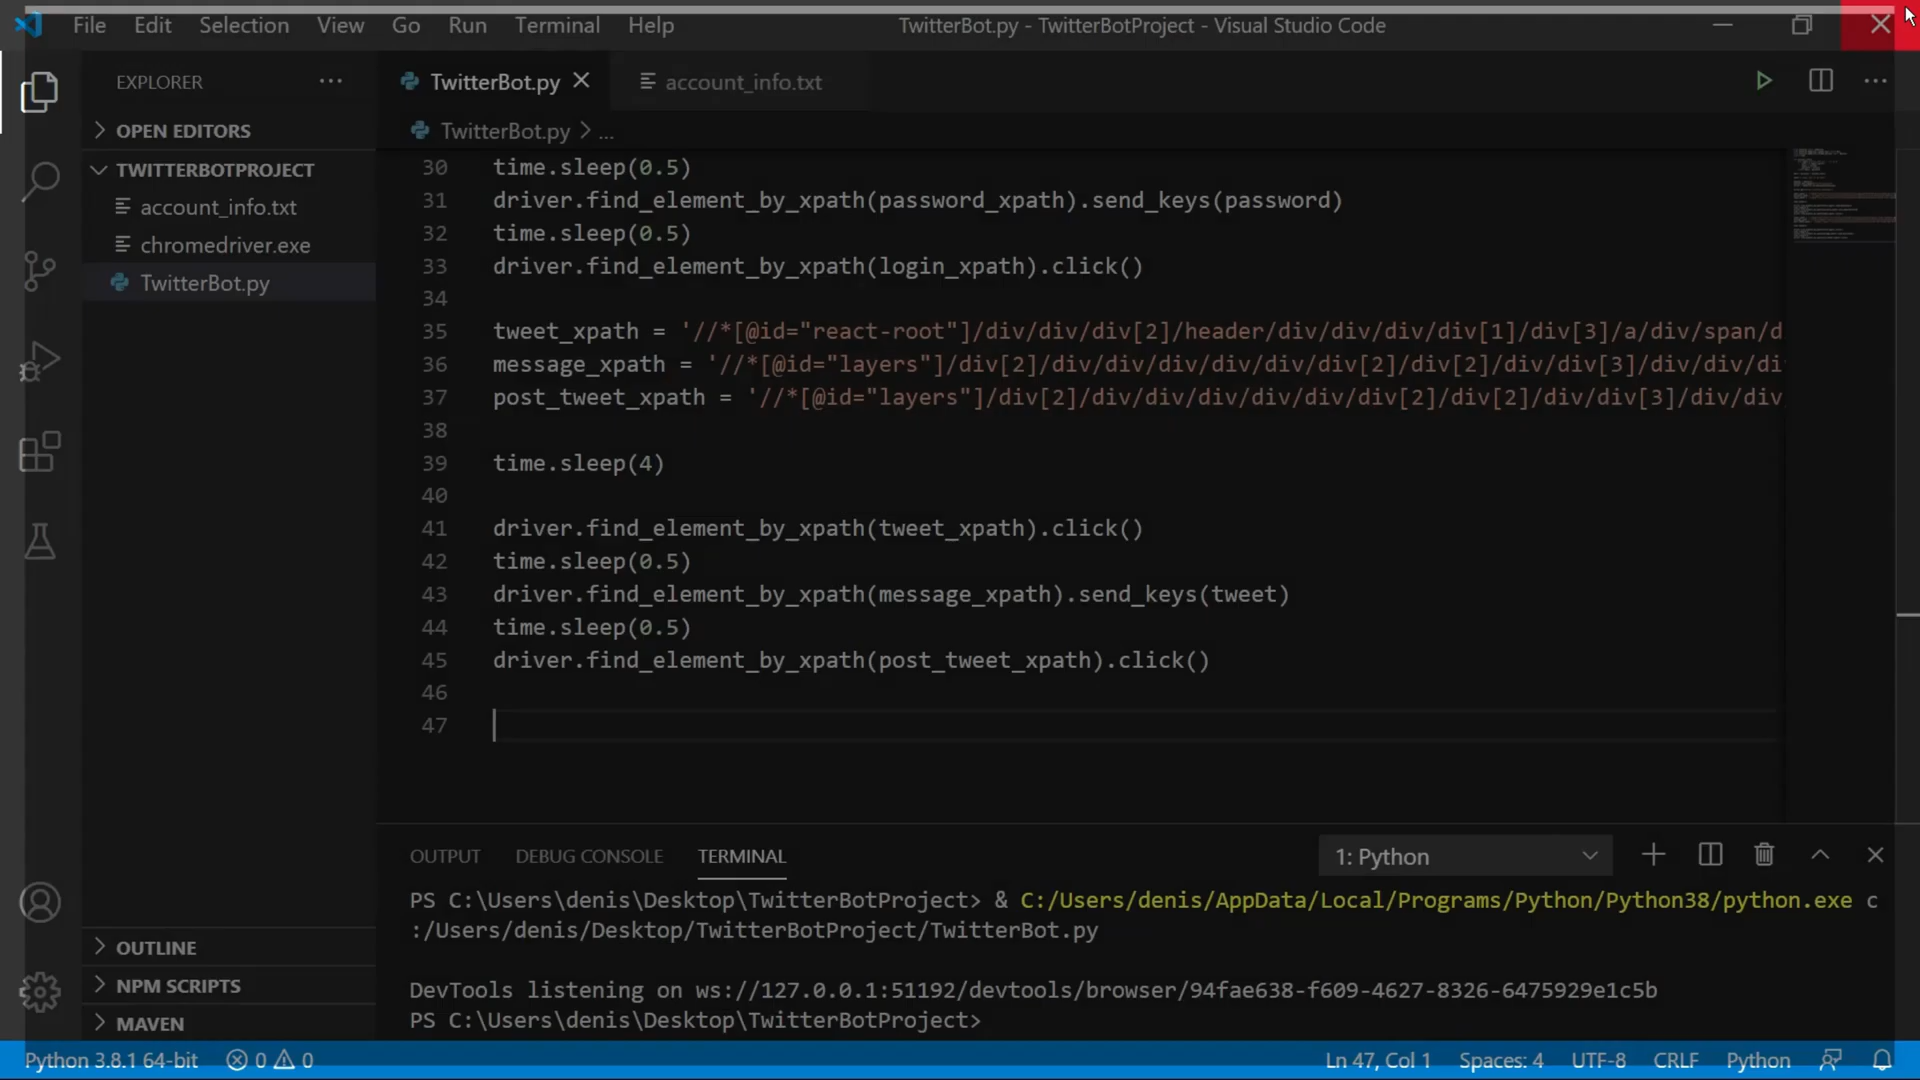 File Edit Selection View Go Run Terminal Help TwitterBot.py - TwitterBotProject - Visual Studio Code
EXPLORER
OPEN EDITORS
TWITTERBOTPROJECT
account_info.txt
chromedriver.exe
TwitterBot.py
OUTLINE
NPM SCRIPTS
MAVEN
TwitterBot.py account_info.txt
TwitterBot.py > ...
30 time.sleep(0.5)
31 driver.find_element_by_xpath(password_xpath).send_keys(password)
32 time.sleep(0.5)
33 driver.find_element_by_xpath(login_xpath).click()
34
35 tweet_xpath = '//*[@id="react-root"]/div/div/div[2]/header/div/div/div/div[1]/div[3]/a/div/span/d
36 message_xpath = '//*[@id="layers"]/div[2]/div/div/div/div/div/div[2]/div[2]/div/div[3]/div/div/di
37 post_tweet_xpath = '//*[@id="layers"]/div[2]/div/div/div/div/div/div[2]/div[2]/div/div[3]/div/div/div
38
39 time.sleep(4)
40
41 driver.find_element_by_xpath(tweet_xpath).click()
42 time.sleep(0.5)
43 driver.find_element_by_xpath(message_xpath).send_keys(tweet)
44 time.sleep(0.5)
45 driver.find_element_by_xpath(post_tweet_xpath).click()
46
47
OUTPUT DEBUG CONSOLE TERMINAL 1: Python
PS C:\Users\denis\Desktop\TwitterBotProject> & C:/Users/denis/AppData/Local/Programs/Python/Python38/python.exe c
:/Users/denis/Desktop/TwitterBotProject/TwitterBot.py
DevTools listening on ws://127.0.0.1:51192/devtools/browser/94fae638-f609-4627-8326-6475929e1c5b
PS C:\Users\denis\Desktop\TwitterBotProject>
Python 3.8.1 64-bit 0 0 Ln 47, Col 1 Spaces: 4 UTF-8 CRLF Python